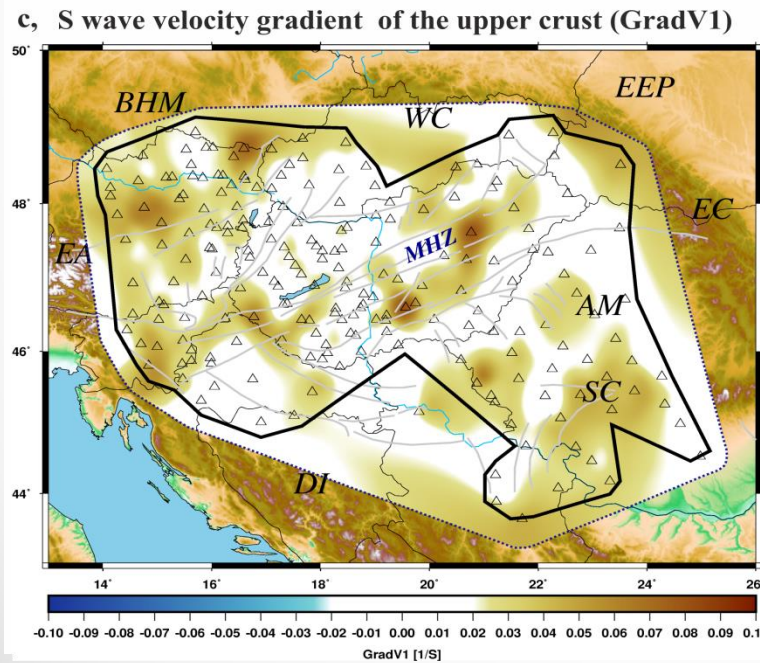 c, S wave velocity gradient of the upper crust (GradV1)
50˚
BHM
WC
EEP
48˚
EC
EA
MHZ
AM
46˚
SC
DI
44˚
14˚ 16˚ 18˚ 20˚ 22˚ 24˚ 26
-0.10 -0.09 -0.08 -0.07 -0.06 -0.05 -0.04 -0.03 -0.02 -0.01 0.00 0.01 0.02 0.03 0.04 0.05 0.06 0.07 0.08 0.09 0.1
GradV1 [1/S]